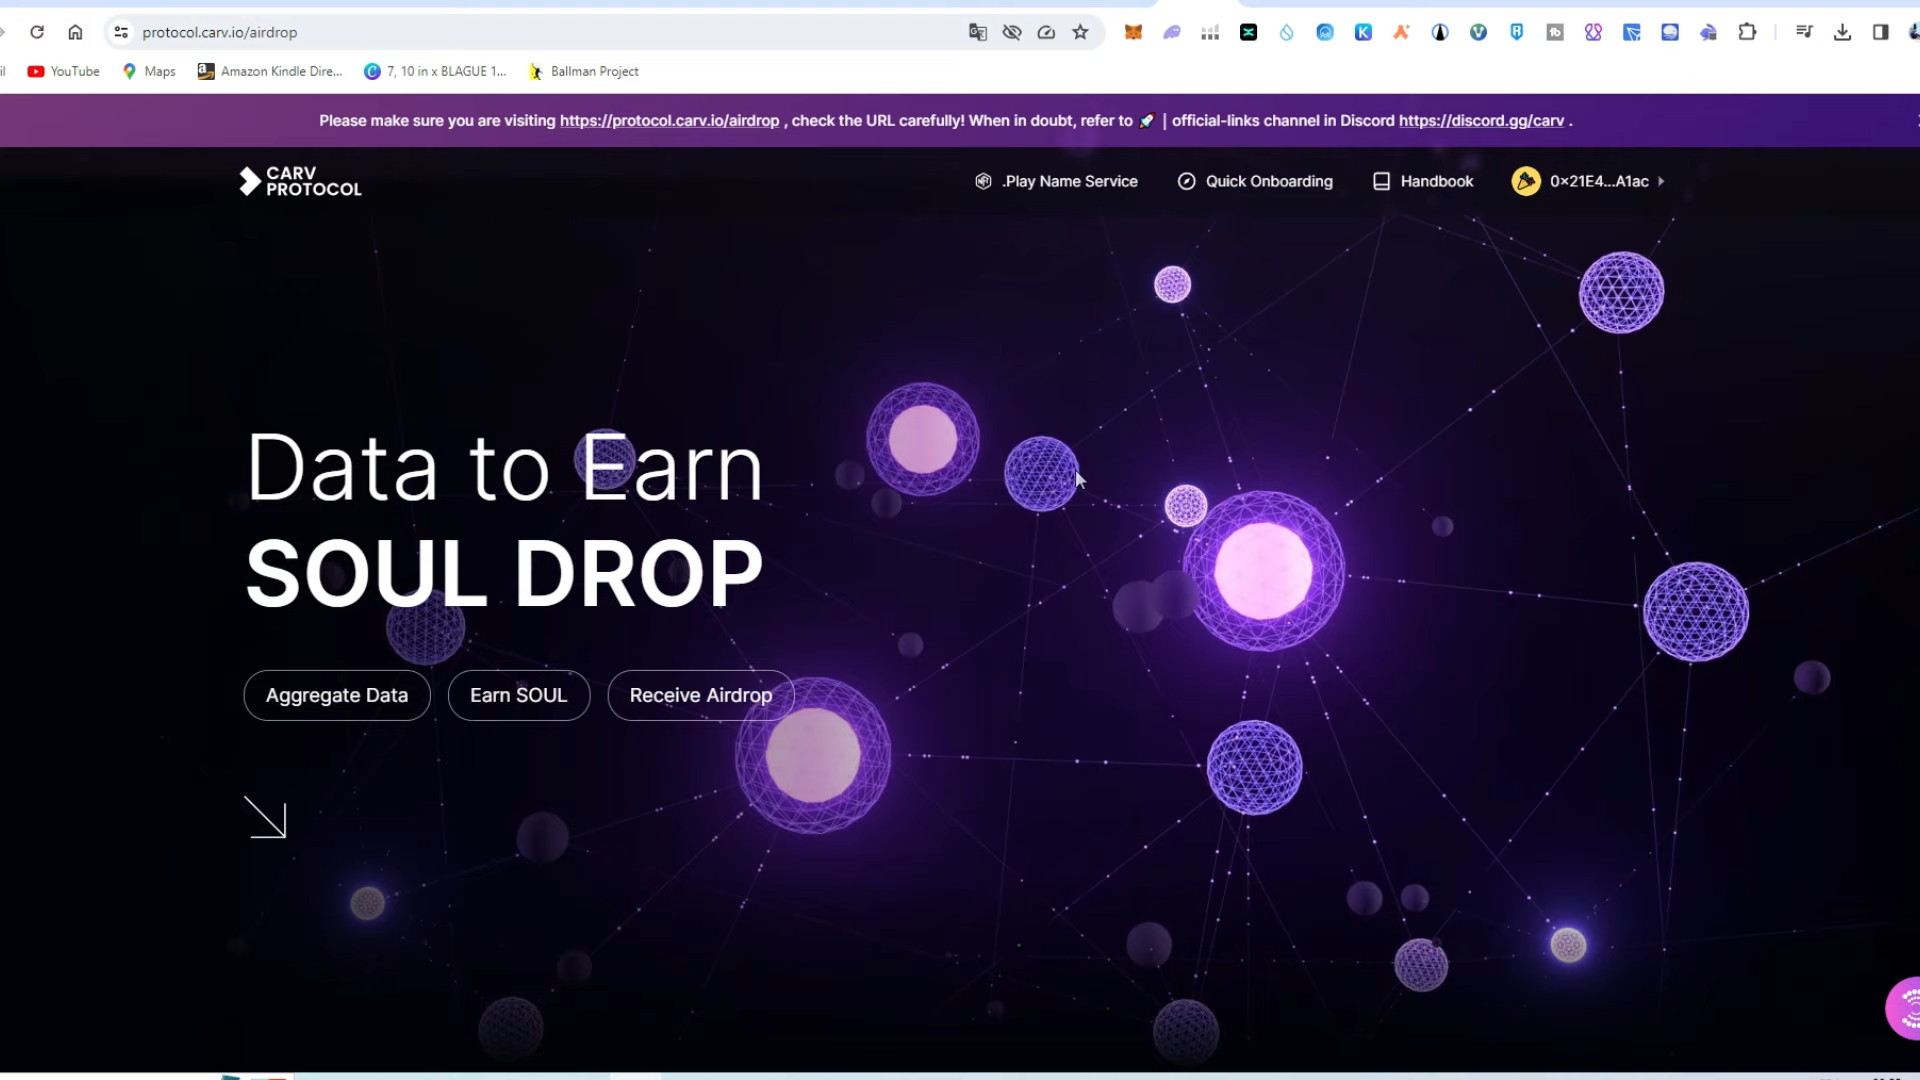 protocol.carv.io/airdrop
YouTube
Maps
Amazon Kindle Dire...
7, 10 in x BLAGUE 1...
Ballman Project
Please make sure you are visiting https://protocol.carv.io/airdrop , check the URL carefully! When in doubt, refer to 🚀 | official-links channel in Discord https://discord.gg/carv .
CARV
PROTOCOL
.Play Name Service
Quick Onboarding
Handbook
0×21E4...A1ac
Data to Earn
SOUL DROP
Aggregate Data
Earn SOUL
Receive Airdrop